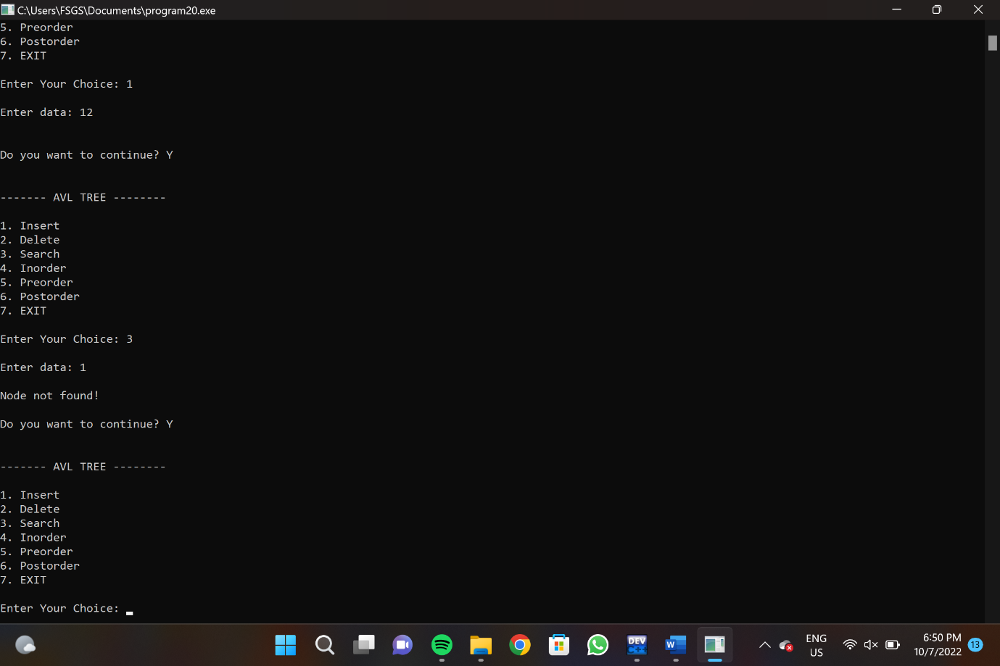 C:\Users\FSGS\Documents\program20.exe
5. Preorder
6. Postorder
7. EXIT
Enter Your Choice: 1
Enter data: 12
Do you want to continue? Y
------- AVL TREE --------
1. Insert
2. Delete
3. Search
4. Inorder
5. Preorder
6. Postorder
7. EXIT
Enter Your Choice: 3
Enter data: 1
Node not found!
Do you want to continue? Y
------- AVL TREE --------
1. Insert
2. Delete
3. Search
4. Inorder
5. Preorder
6. Postorder
7. EXIT
Enter Your Choice:
DEV
C++
W
ENG
US
6:50 PM
10/7/2022
13